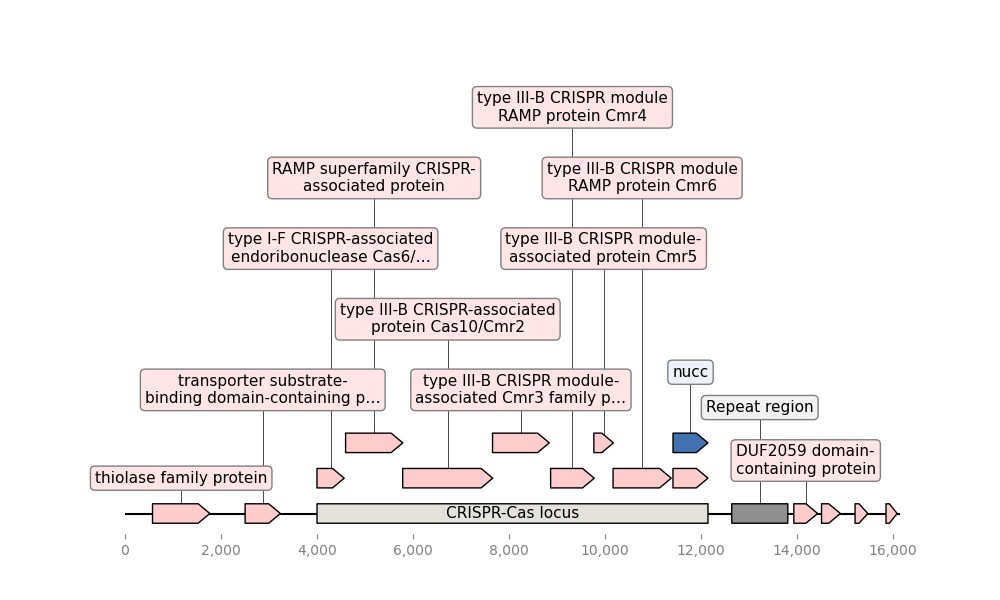 type III-B CRISPR module
RAMP protein Cmr4
RAMP superfamily CRISPR-
associated protein
type III-B CRISPR module
RAMP protein Cmr6
type I-F CRISPR-associated
endoribonuclease Cas6/…
type III-B CRISPR module-
associated protein Cmr5
type III-B CRISPR-associated
protein Cas10/Cmr2
transporter substrate-
binding domain-containing p…
type III-B CRISPR module-
associated Cmr3 family p…
nucc
Repeat region
DUF2059 domain-
containing protein
thiolase family protein
CRISPR-Cas locus
0 2,000 4,000 6,000 8,000 10,000 12,000 14,000 16,000